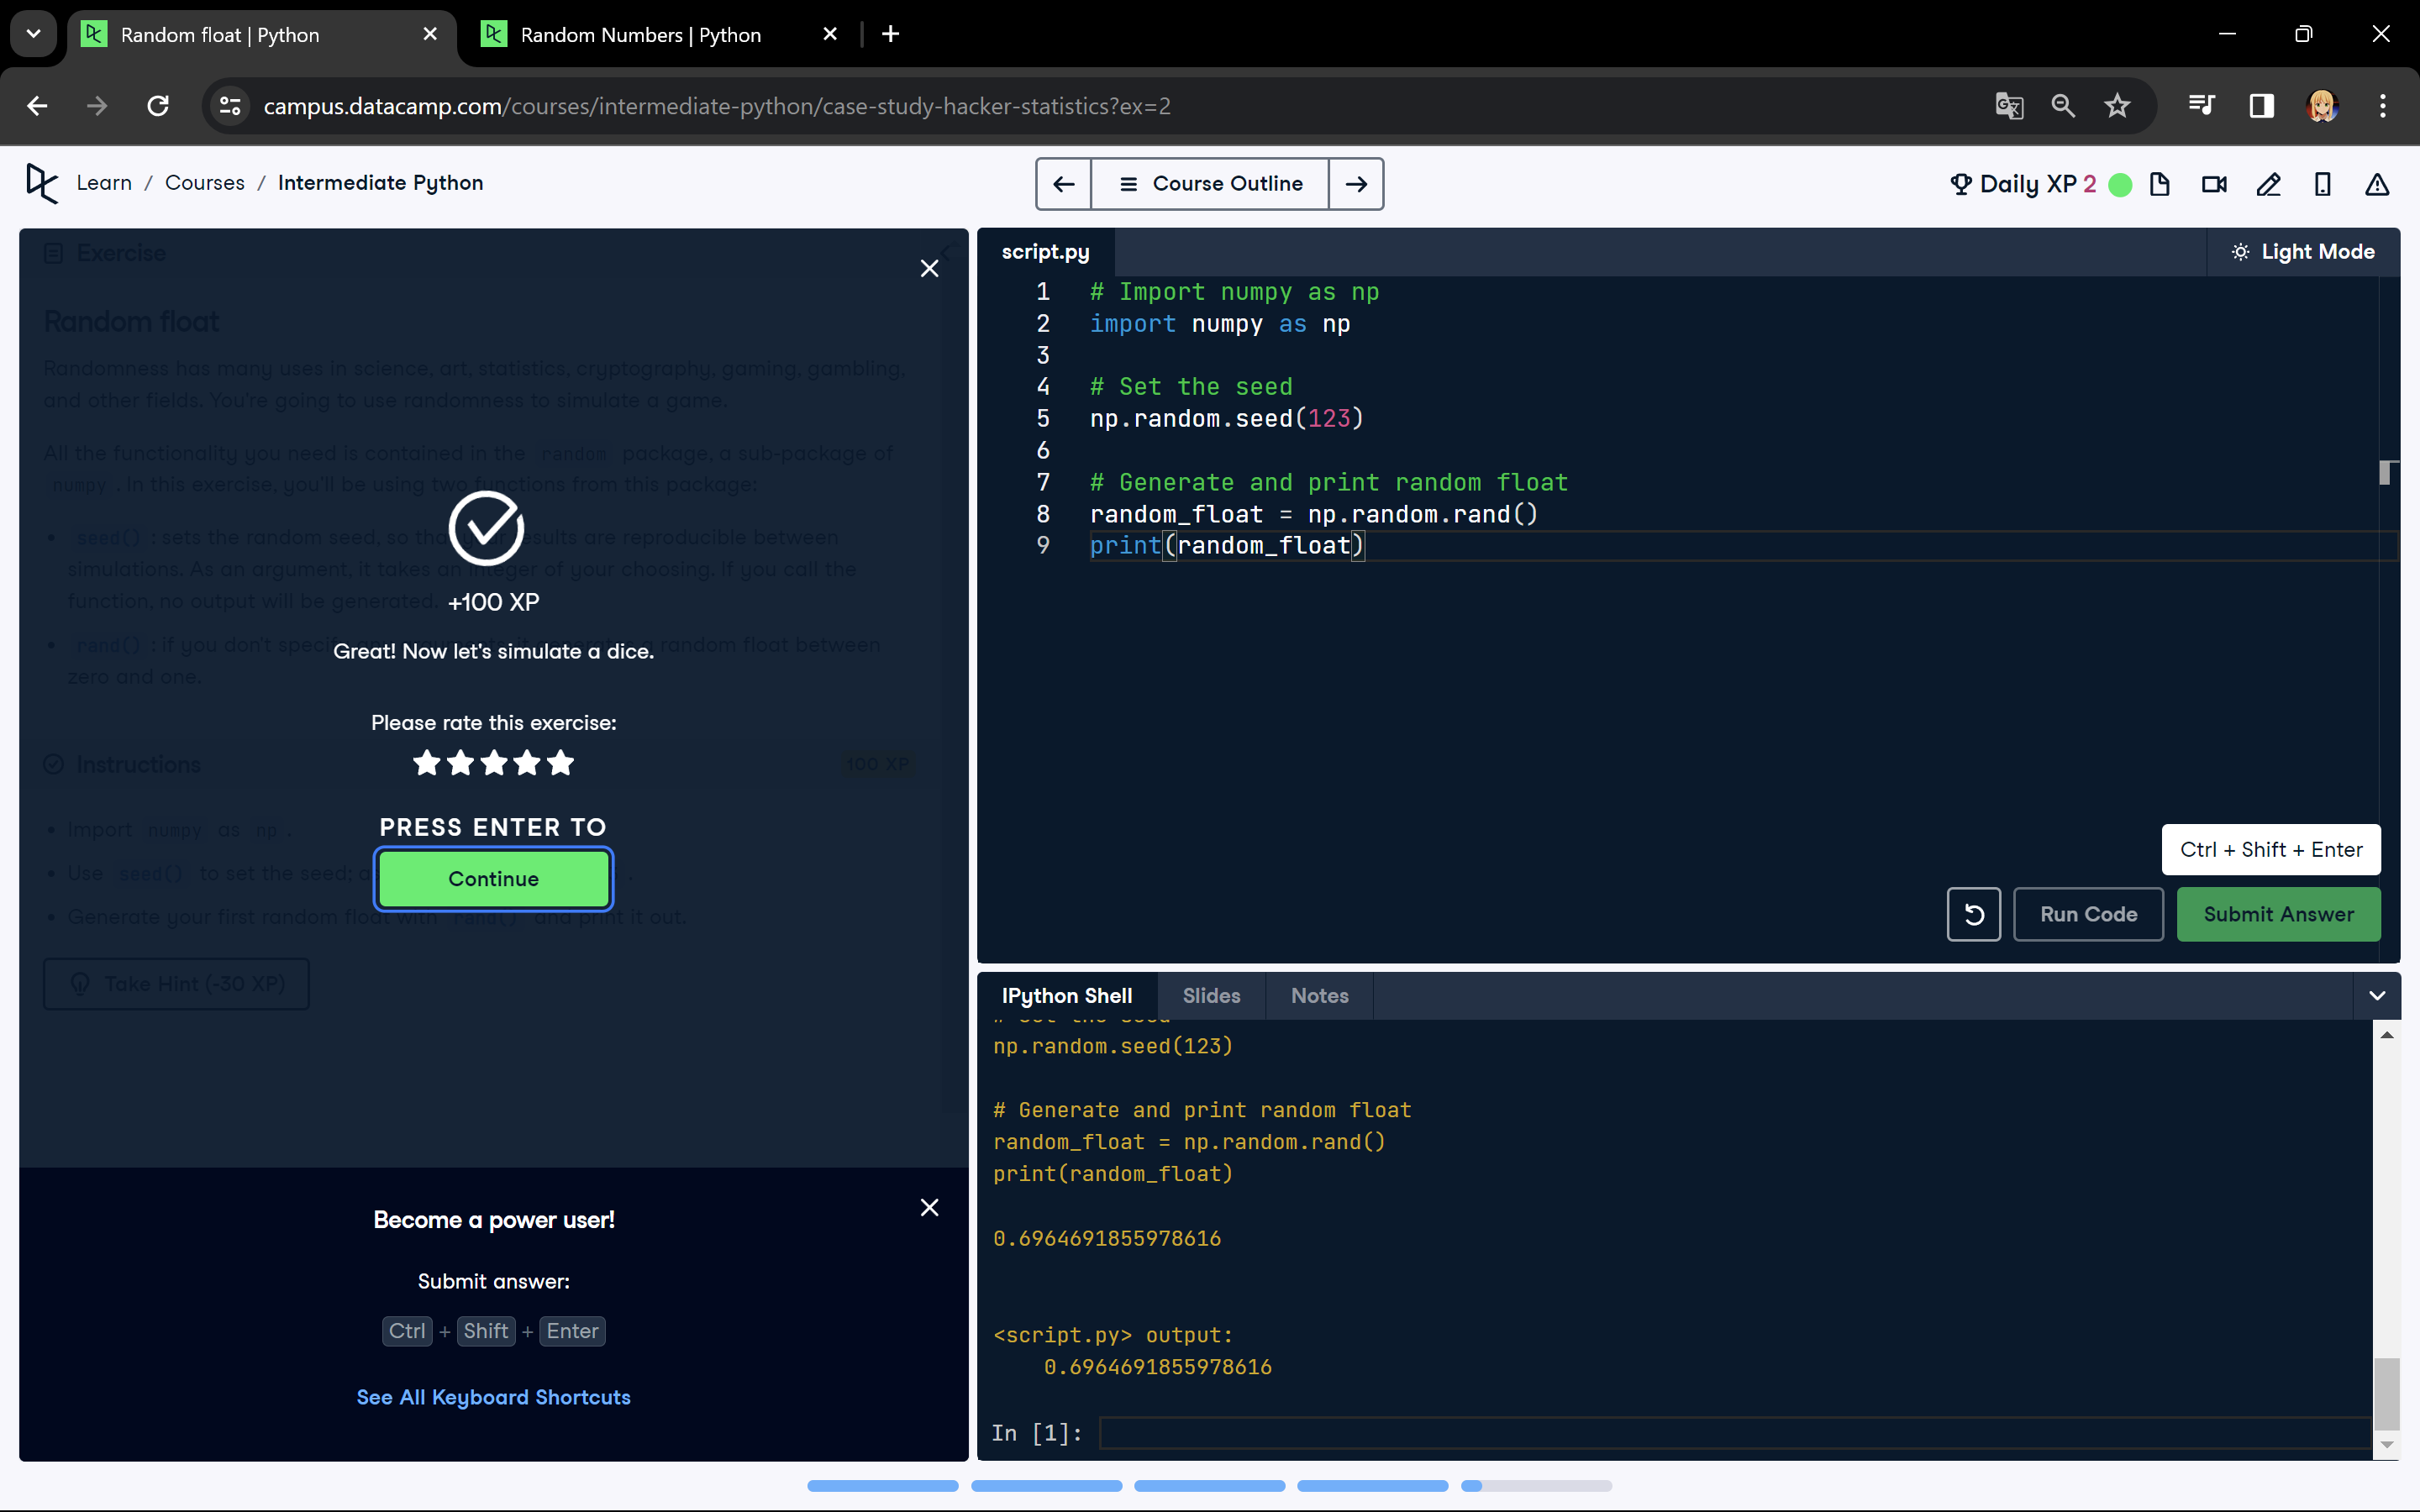 Random float | Python
Random Numbers | Python
campus.datacamp.com/courses/intermediate-python/case-study-hacker-statistics?ex=2
Learn / Courses / Intermediate Python
Course Outline
Daily XP 2
Exercise
Random float
Randomness has many uses in science, art, statistics, cryptography, gaming, gambling,
and other fields. You're going to use randomness to simulate a game.
All the functionality you need is contained in the random package, a sub-package of
numpy. In this exercise, you'll be using two functions from this package:
seed(): sets the random seed, so that your results are reproducible between
simulations. As an argument, it takes an integer of your choosing. If you call the
function, no output will be generated.
+100 XP
rand(): if you don't specify any arguments, it generates a random float between
Great! Now let's simulate a dice.
zero and one.
Please rate this exercise:
Instructions
100 XP
PRESS ENTER TO
Import numpy as np.
Use seed() to set the seed;
Continue
Generate your first random float with rand() and print it out.
Take Hint (-30 XP)
Become a power user!
Submit answer:
Ctrl + Shift + Enter
See All Keyboard Shortcuts
script.py
Light Mode
1 # Import numpy as np
2 import numpy as np
3
4 # Set the seed
5 np.random.seed(123)
6
7 # Generate and print random float
8 random_float = np.random.rand()
9 print(random_float)
Ctrl + Shift + Enter
Run Code
Submit Answer
IPython Shell
Slides
Notes
# Set the seed
np.random.seed(123)
# Generate and print random float
random_float = np.random.rand()
print(random_float)
0.6964691855978616
<script.py> output:
0.6964691855978616
In [1]: